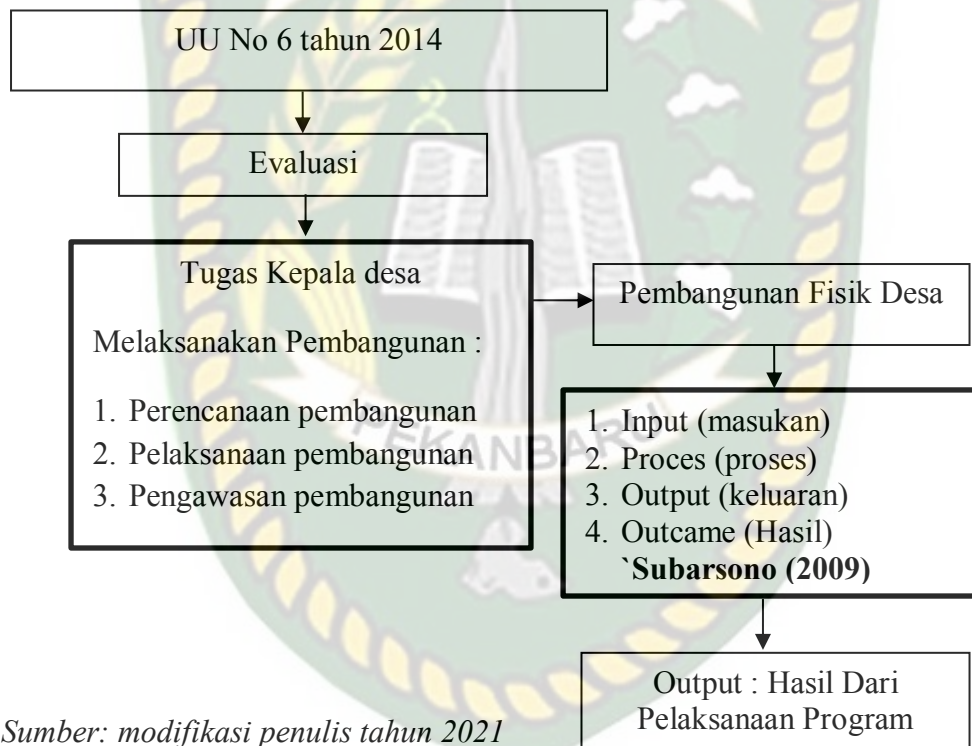 UU No 6 tahun 2014
Evaluasi
Tugas Kepala desa
Melaksanakan Pembangunan :
1. Perencanaan pembangunan
2. Pelaksanaan pembangunan
3. Pengawasan pembangunan
Pembangunan Fisik Desa
1. Input (masukan)
2. Proces (proses)
3. Output (keluaran)
4. Outcame (Hasil)
`Subarsono (2009)
Output : Hasil Dari
Pelaksanaan Program
Sumber: modifikasi penulis tahun 2021
PEKANBARU